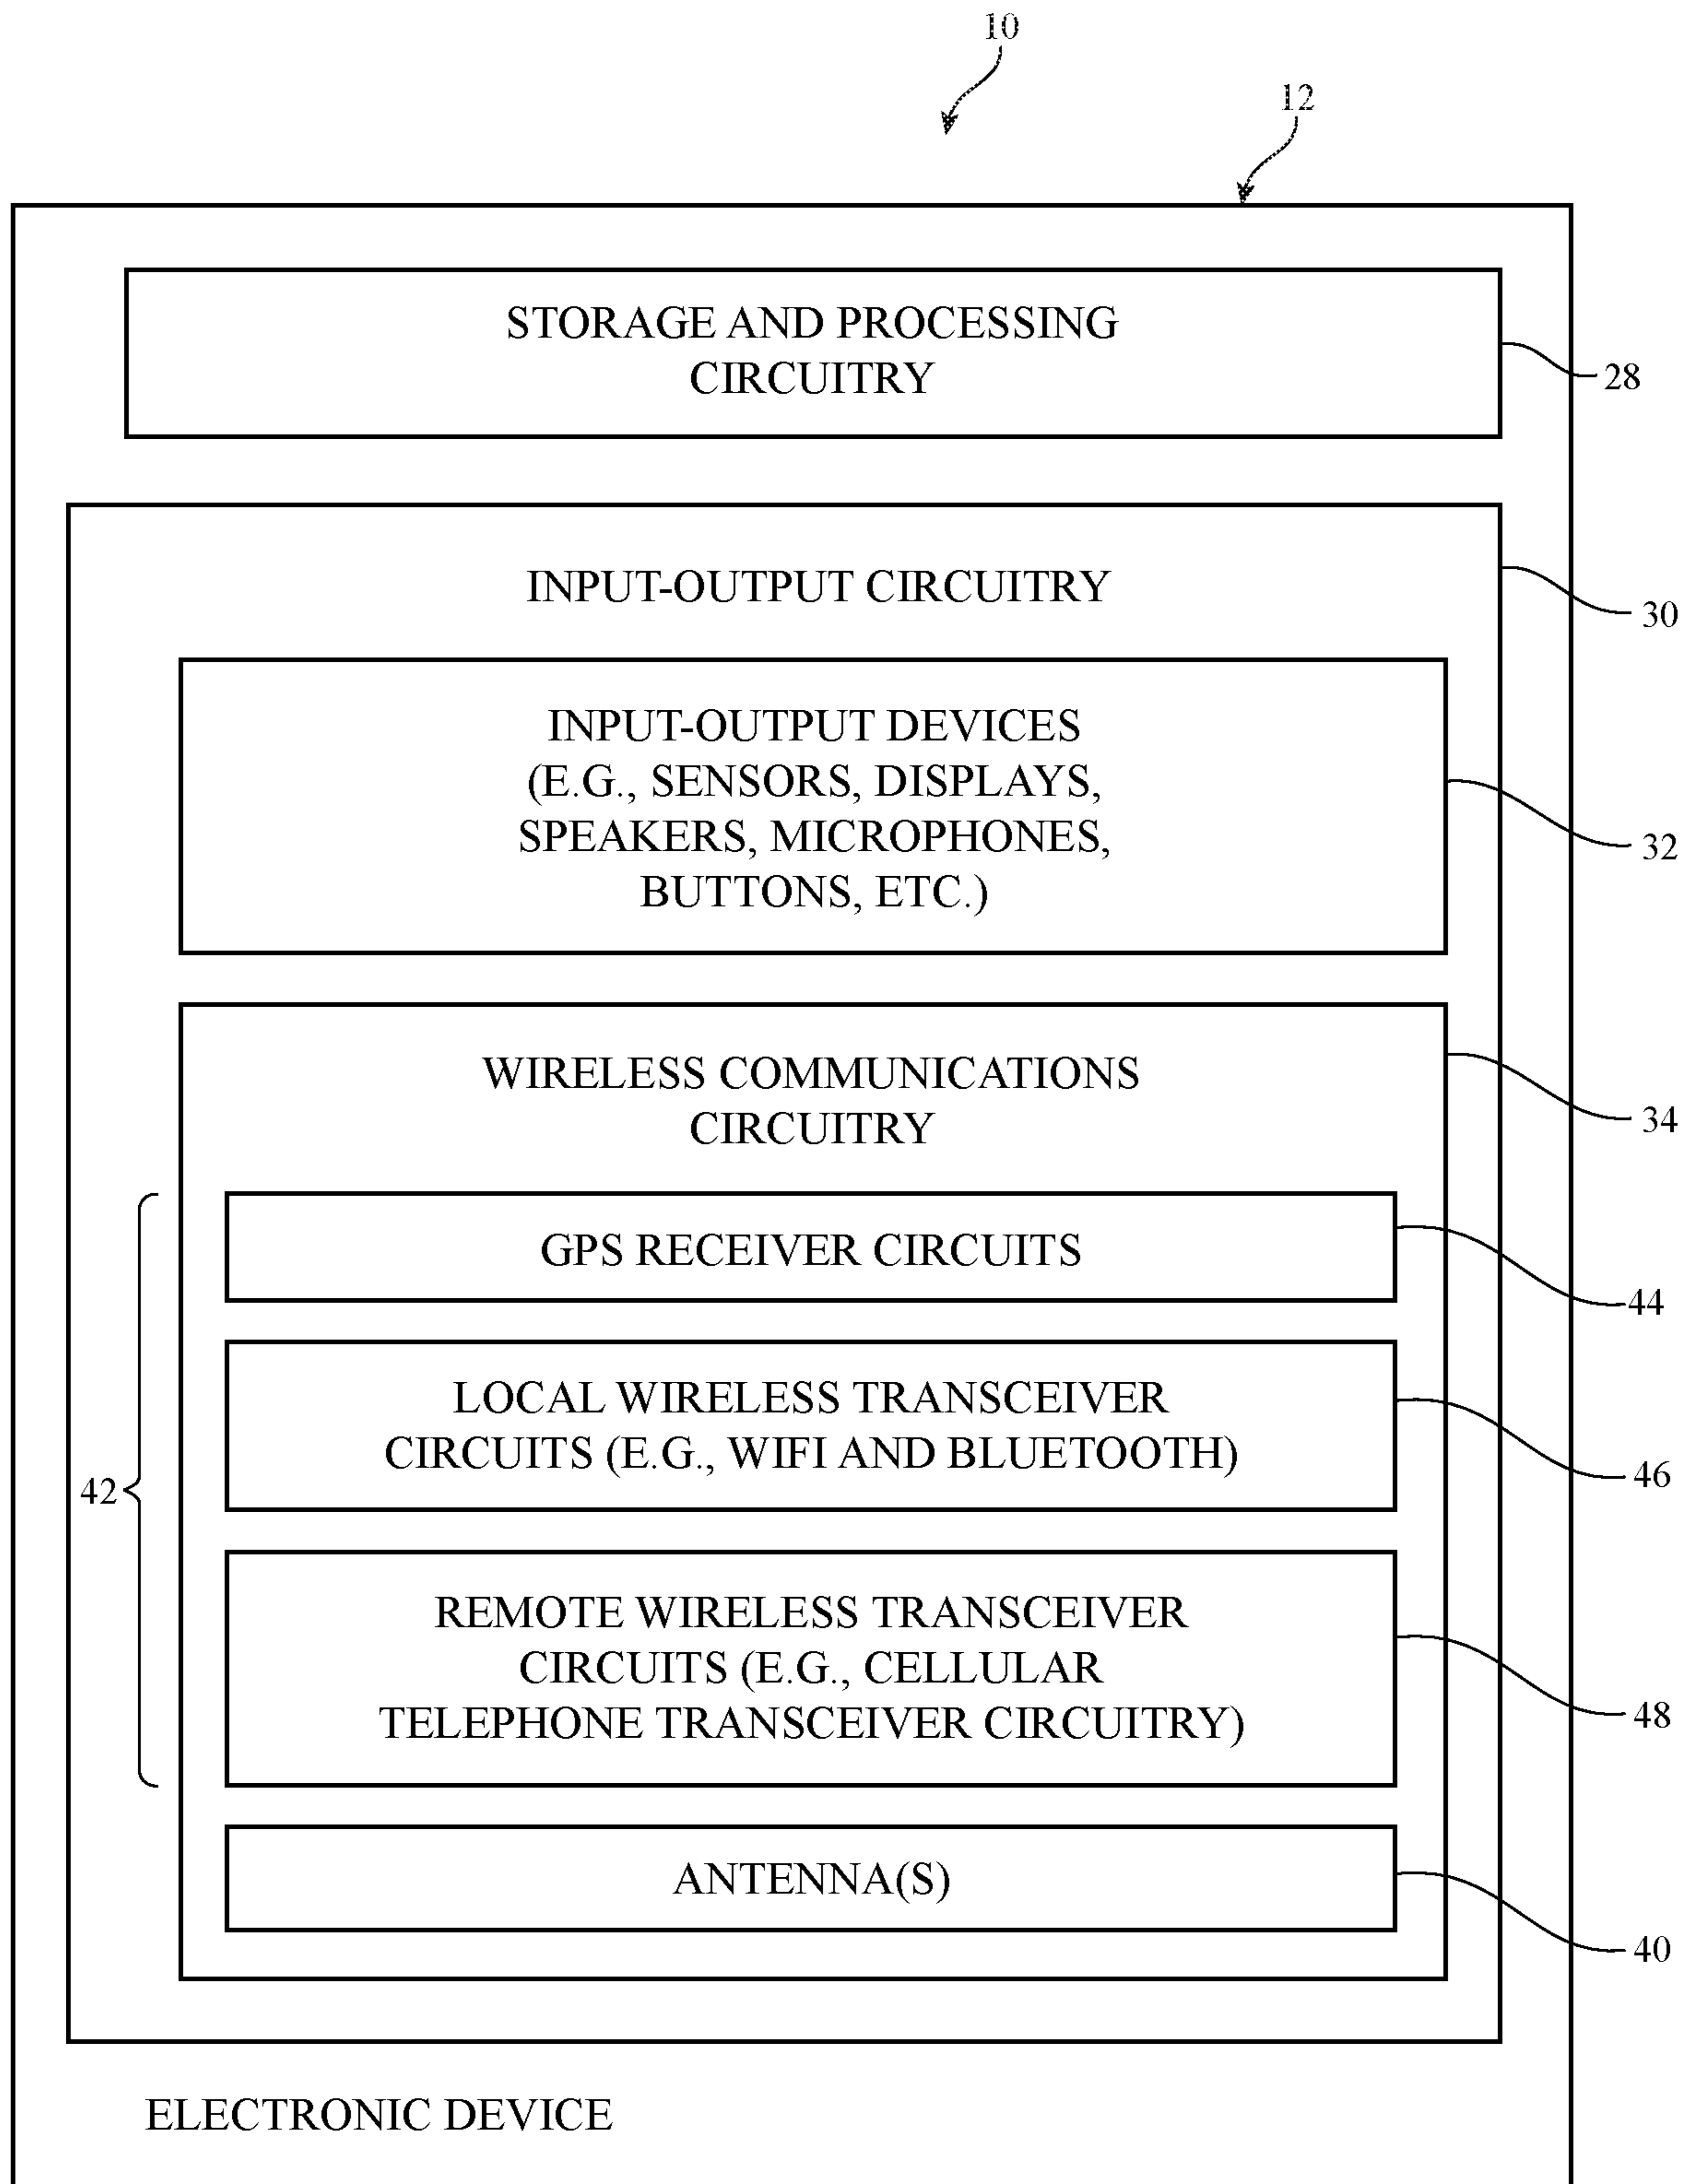 10
12
STORAGE AND PROCESSING
CIRCUITRY
28
INPUT-OUTPUT CIRCUITRY
30
INPUT-OUTPUT DEVICES
(E.G., SENSORS, DISPLAYS,
SPEAKERS, MICROPHONES,
BUTTONS, ETC.)
32
WIRELESS COMMUNICATIONS
CIRCUITRY
34
GPS RECEIVER CIRCUITS
44
LOCAL WIRELESS TRANSCEIVER
CIRCUITS (E.G., WIFI AND BLUETOOTH)
46
42
REMOTE WIRELESS TRANSCEIVER
CIRCUITS (E.G., CELLULAR
TELEPHONE TRANSCEIVER CIRCUITRY)
48
ANTENNA(S)
40
ELECTRONIC DEVICE